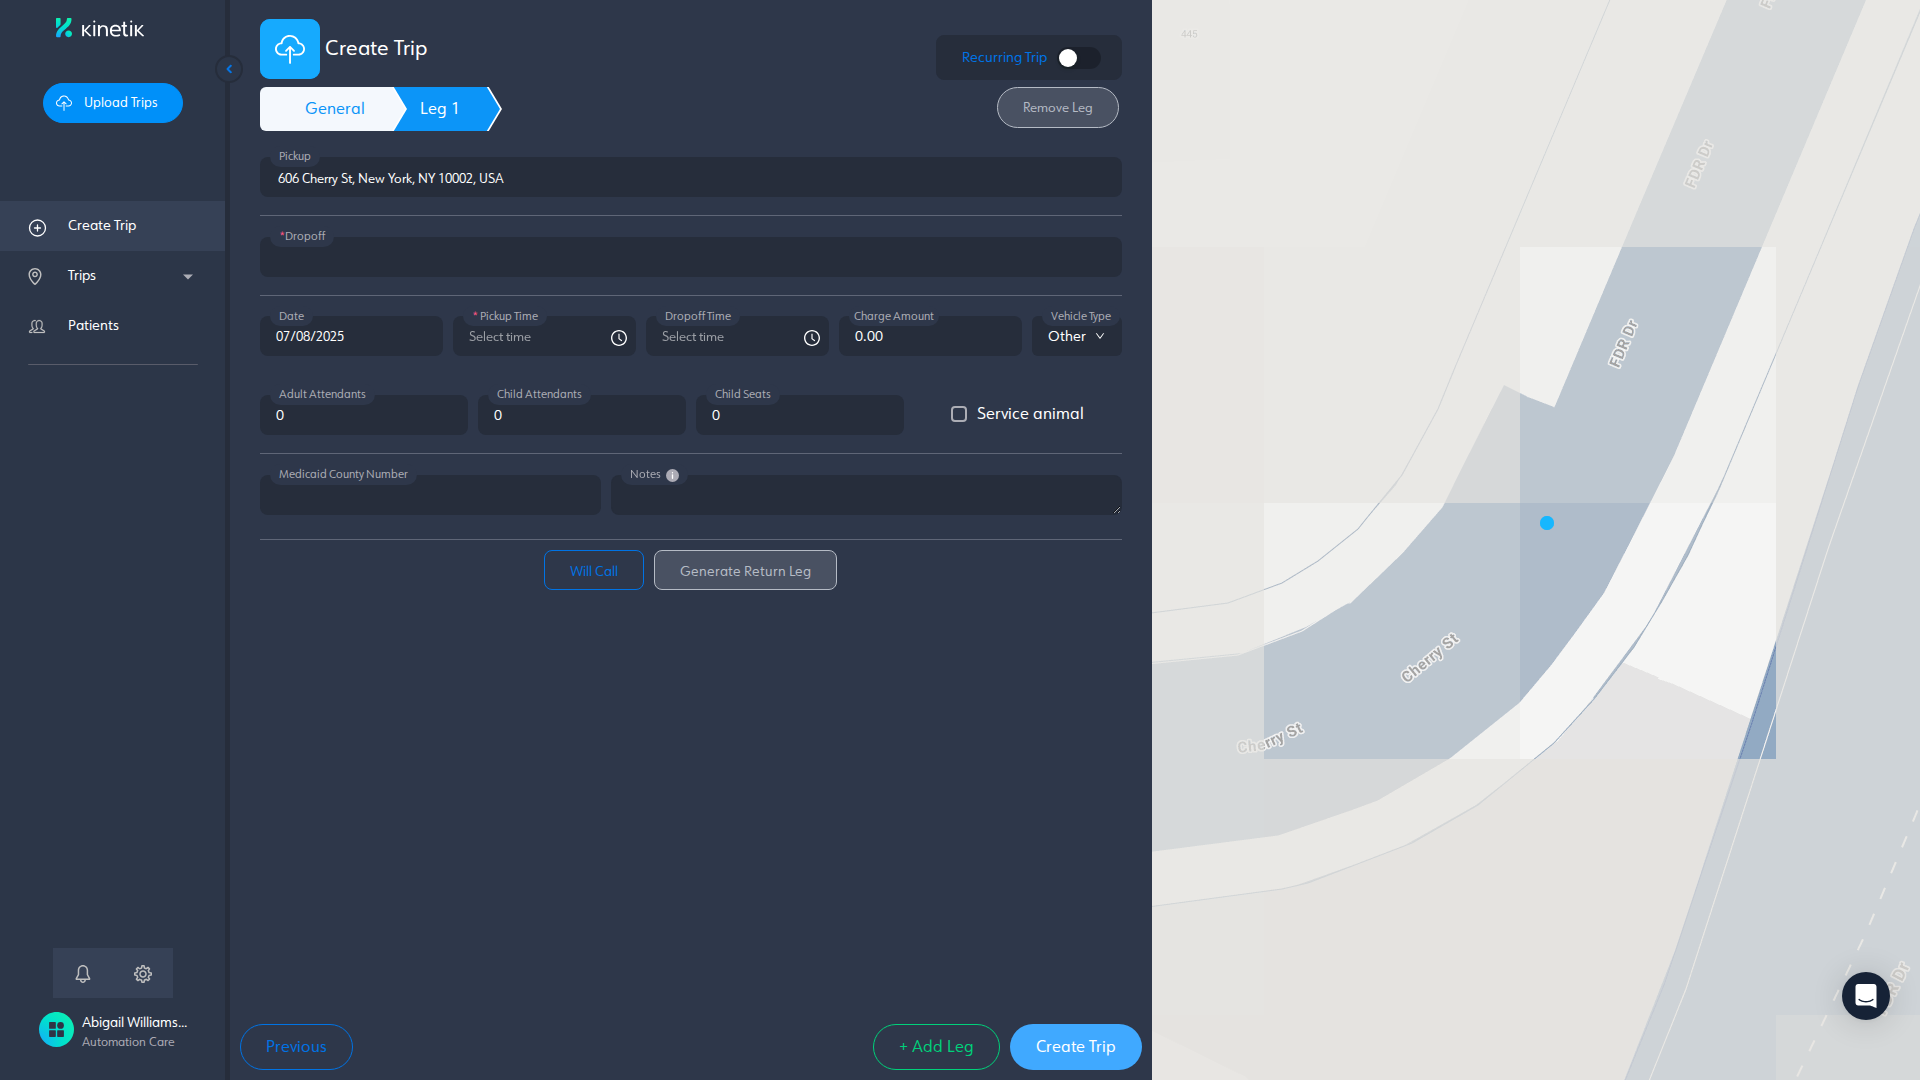 kinetik
Upload Trips
Create Trip
Trips
Patients
Abigail Williams...
Automation Care
Create Trip
Recurring Trip
General
Leg 1
Remove Leg
Pickup
606 Cherry St, New York, NY 10002, USA
*Dropoff
Date
07/08/2025
* Pickup Time
Select time
Dropoff Time
Select time
Charge Amount
0.00
Vehicle Type
Other
Adult Attendants
0
Child Attendants
0
Child Seats
0
Service animal
Medicaid County Number
Notes
Will Call
Generate Return Leg
Previous
+ Add Leg
Create Trip
445
FDR Dr
FDR Dr
Cherry St
Cherry St